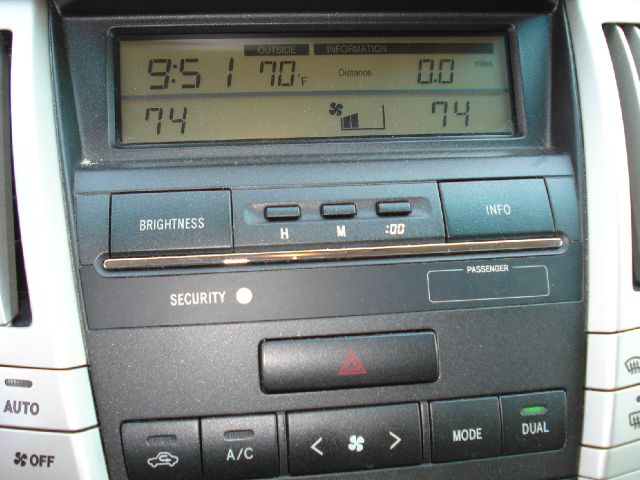 OUTSIDE INFORMATION
9:51 70°F Distance 0.0 miles
74 74
BRIGHTNESS INFO
H M :00
PASSENGER
SECURITY
AUTO
A/C < > MODE DUAL
OFF